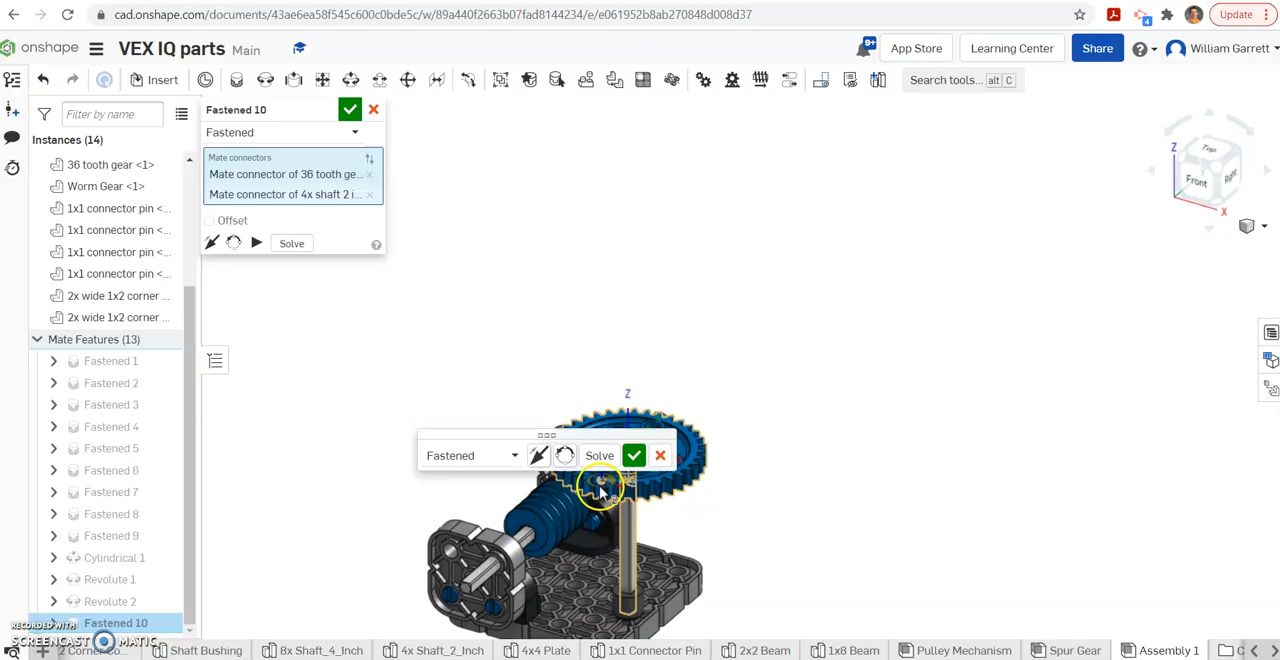 cad.onshape.com/documents/43ae6ea58f545c600c0bde5c/w/d3a440f2663b07fad8144234/e/e061952b8ab270848d008d37
4
Update
onshape
VEX IQ parts
Main
9+
App Store
Learning Center
Share
William Garrett
Insert
Search tools...
alt
C
Filter by name
Instances (14)
36 tooth gear <1>
Worm Gear <1>
1x1 connector pin <...
1x1 connector pin <...
1x1 connector pin <...
1x1 connector pin <...
2x wide 1x2 corner ...
2x wide 1x2 corner ...
Mate Features (13)
Fastened 1
Fastened 2
Fastened 3
Fastened 4
Fastened 5
Fastened 6
Fastened 7
Fastened 8
Fastened 9
Cylindrical 1
Revolute 1
Revolute 2
Fastened 10
Fastened 10
Fastened
Mate connectors
Mate connector of 36 tooth ge...
Mate connector of 4x shaft 2 i...
Offset
Solve
Z
Fastened
Solve
Z
Top
Front
Right
X
RECORDED WITH
SCREENCAST MATIC
Shaft Bushing
8x Shaft_4_Inch
4x Shaft_2_Inch
4x4 Plate
1x1 Connector Pin
2x2 Beam
1x8 Beam
Pulley Mechanism
Spur Gear
Assembly 1